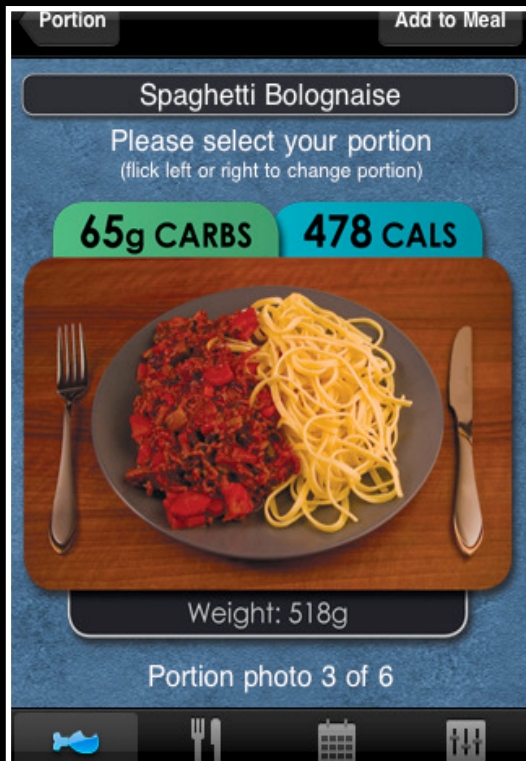 Portion
Add to Meal
Spaghetti Bolognaise
Please select your portion
(flick left or right to change portion)
65g CARBS
478 CALS
Weight: 518g
Portion photo 3 of 6